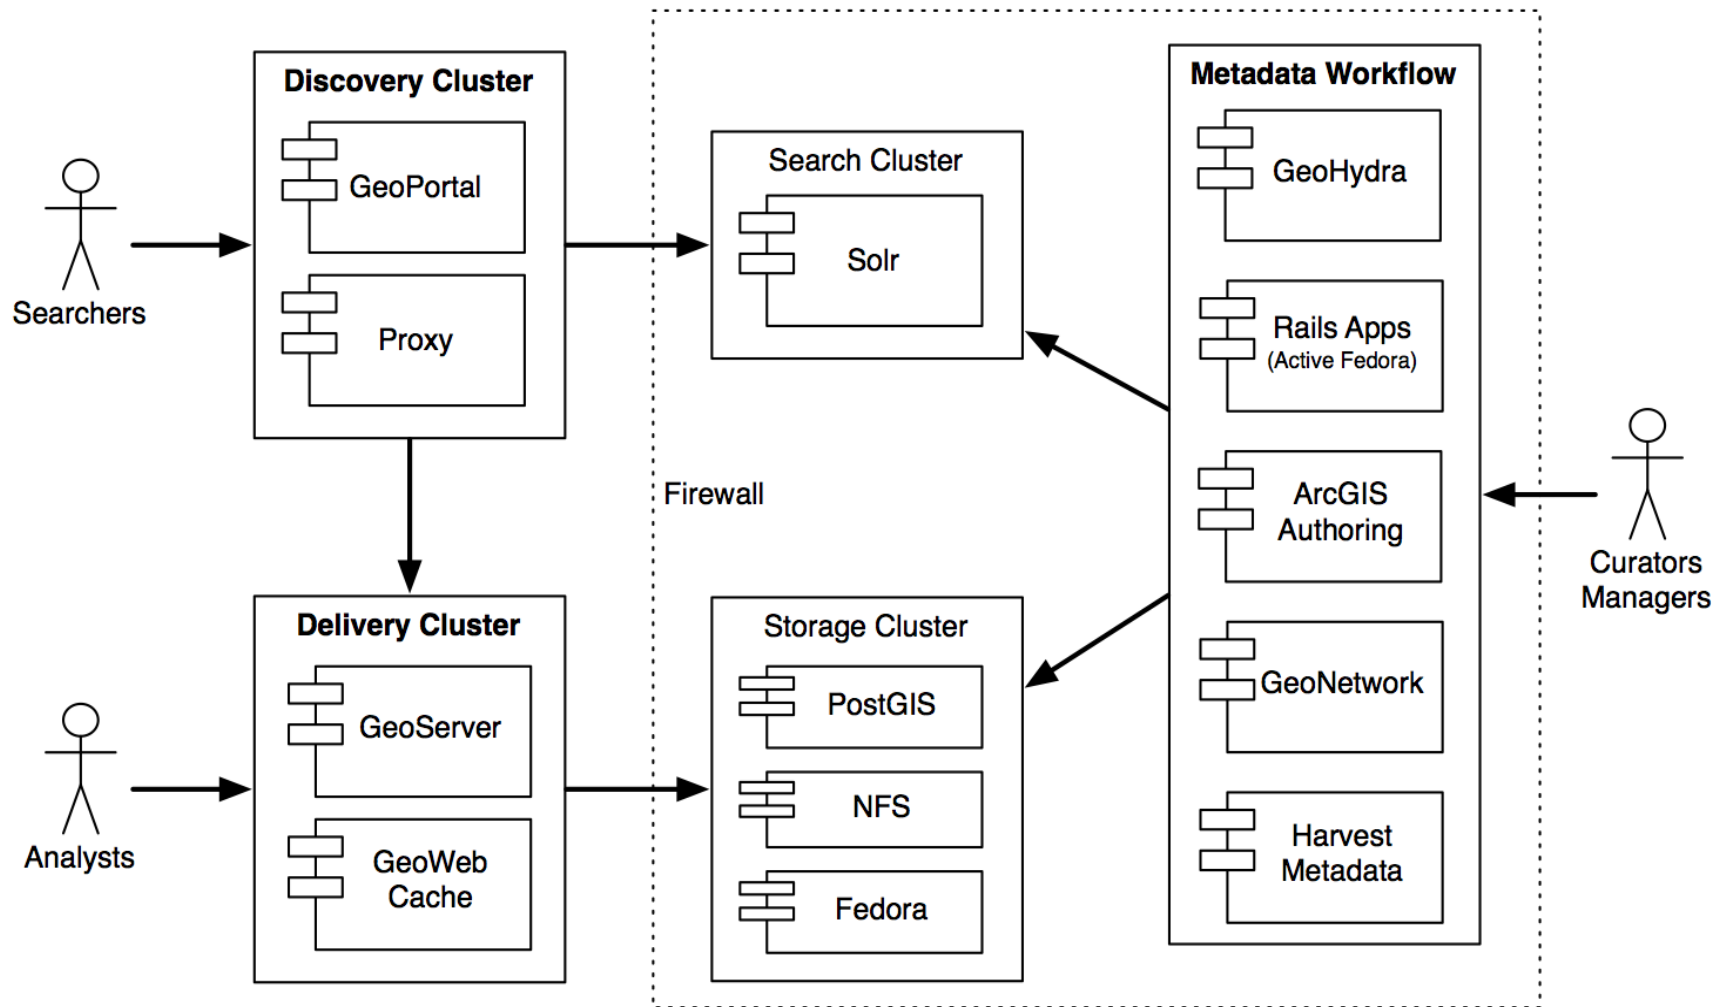 Discovery Cluster
GeoPortal
Proxy
Searchers
Delivery Cluster
GeoServer
GeoWeb
Cache
Analysts
Firewall
Search Cluster
Solr
Storage Cluster
PostGIS
NFS
Fedora
Metadata Workflow
GeoHydra
Rails Apps
(Active Fedora)
ArcGIS
Authoring
GeoNetwork
Harvest
Metadata
Curators
Managers